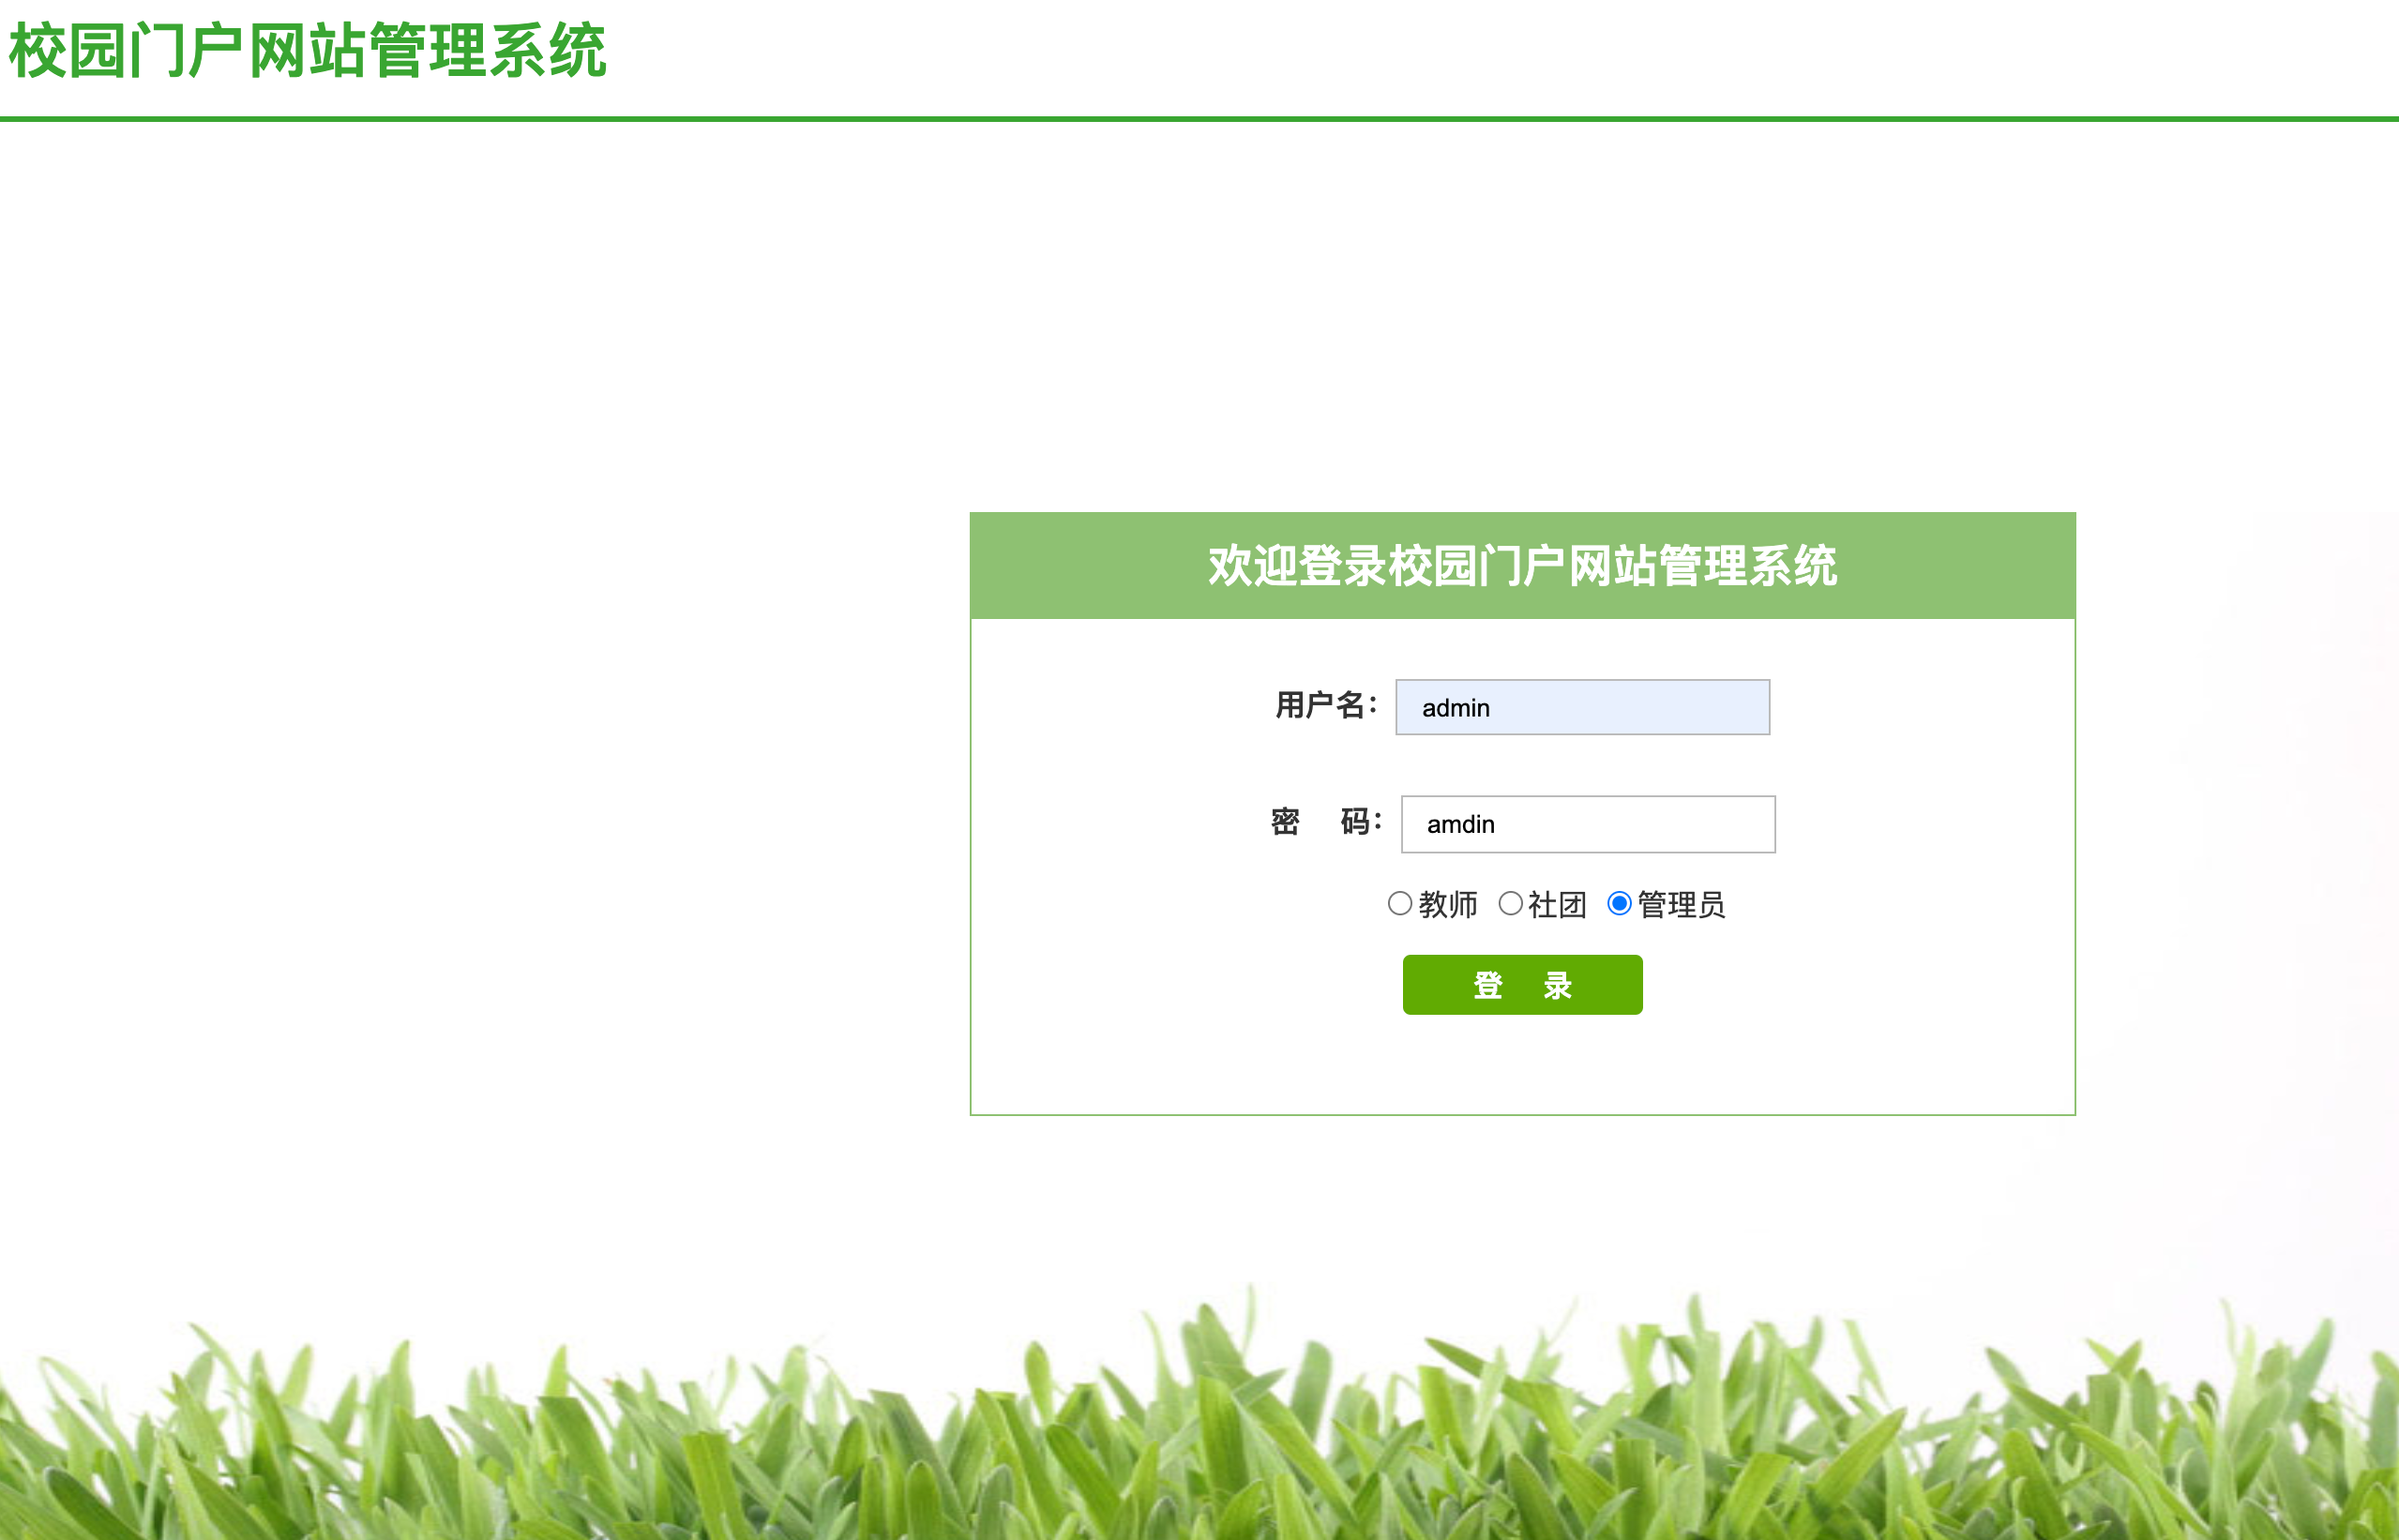 校园门户网站管理系统
欢迎登录校园门户网站管理系统
用户名： admin
密 码： amdin
教师 社团 管理员
登 录